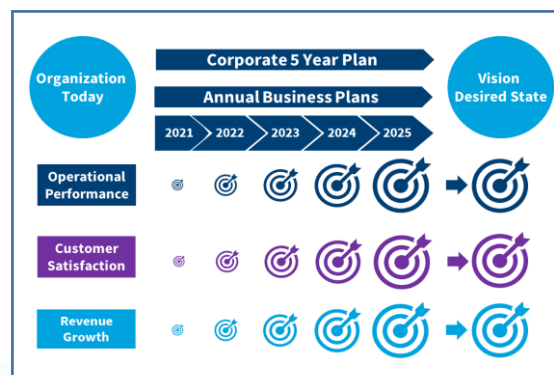 Organization
Today
Corporate 5 Year Plan
Annual Business Plans
2021
2022
2023
2024
2025
Vision
Desired State
Operational
Performance
Customer
Satisfaction
Revenue
Growth